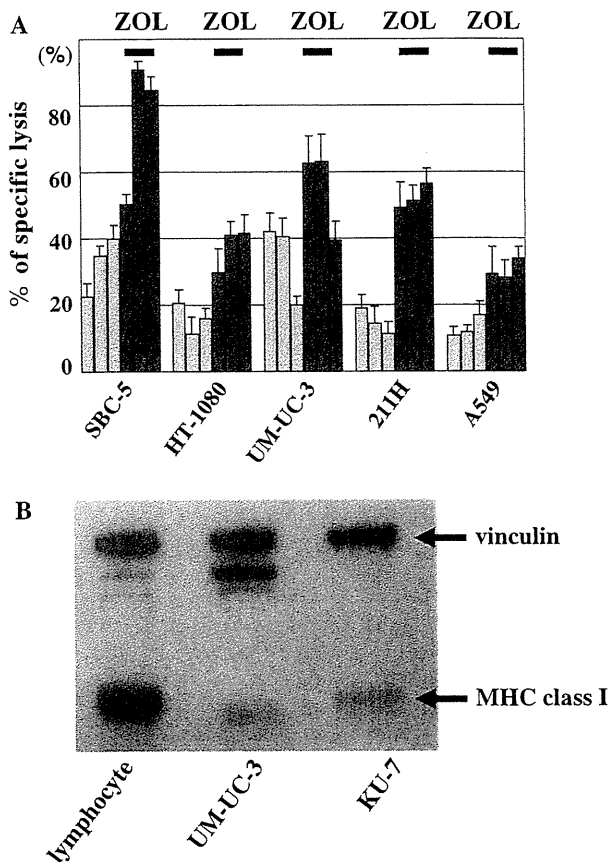 A ZOL ZOL ZOL ZOL ZOL
(%)
80
60
40
20
0
% of specific lysis
SBC-5 HT-1080 UM-UC-3 211H A549
B
vinculin
MHC class I
lymphocyte UM-UC-3 KU-7